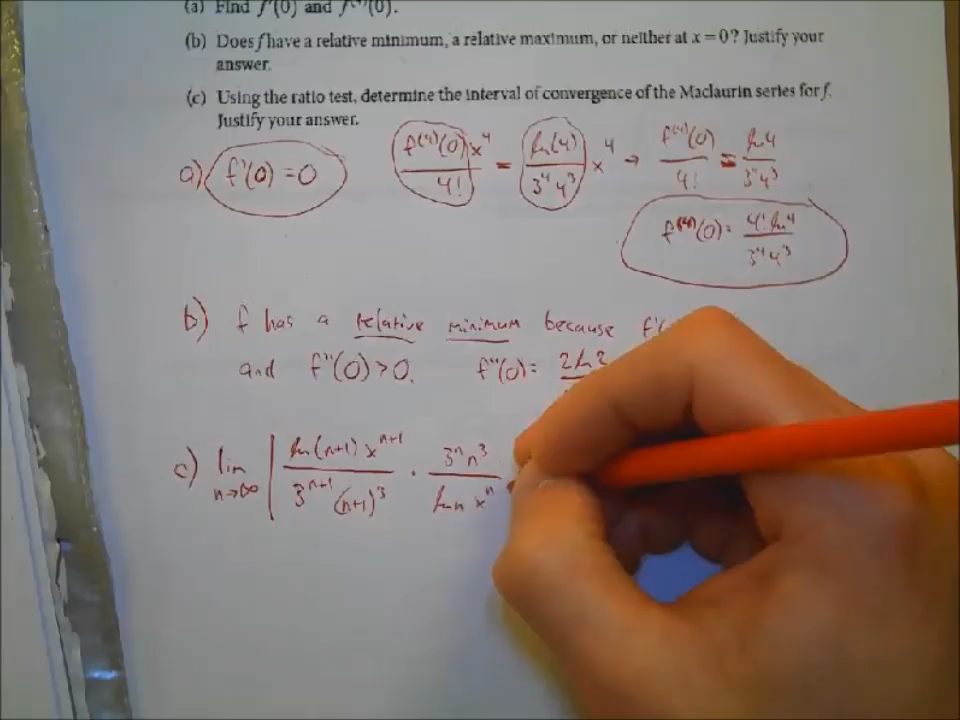 (a) Find f'(0) and f⁽⁴⁾(0).
(b) Does f have a relative minimum, a relative maximum, or neither at x = 0? Justify your
answer.
(c) Using the ratio test, determine the interval of convergence of the Maclaurin series for f.
Justify your answer.
a) f'(0) = 0 f⁽⁴⁾(0)x⁴/4! = ln(4)/3⁴4³ x⁴ → f⁽⁴⁾(0)/4! = ln4/3⁴4³
f⁽⁴⁾(0) = 4! ln4/3⁴4³
b) f has a relative minimum because
and f''(0) > 0. f''(0) = 2ln2
c) lim n→∞ | ln(n+1) xⁿ⁺¹/3ⁿ⁺¹(n+1)³ · 3ⁿn³/ln n xⁿ